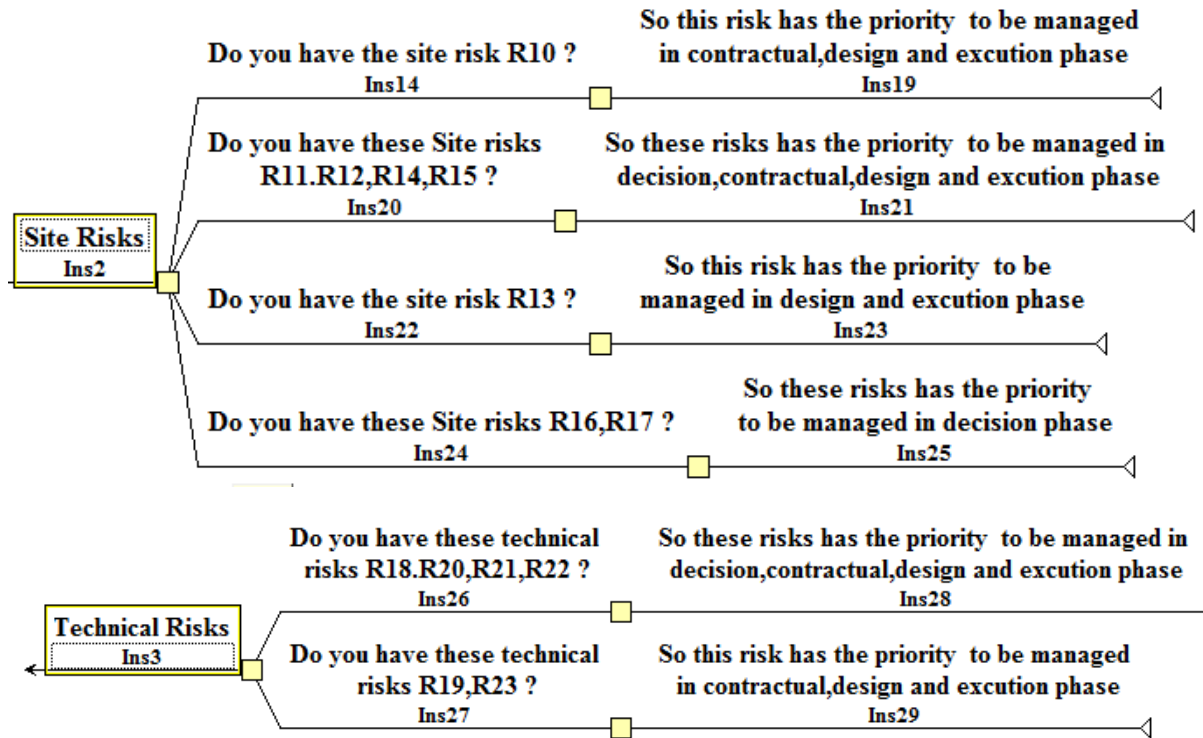 So this risk has the priority to be managed
in contractual,design and excution phase
Do you have the site risk R10 ?
Ins14
Ins19
Do you have these Site risks
R11.R12,R14,R15 ?
Ins20
So these risks has the priority to be managed in
decision,contractual,design and excution phase
Ins21
Site Risks
Ins2
Do you have the site risk R13 ?
Ins22
So this risk has the priority to be
managed in design and excution phase
Ins23
Do you have these Site risks R16,R17 ?
Ins24
So these risks has the priority
to be managed in decision phase
Ins25
Do you have these technical
risks R18.R20,R21,R22 ?
Ins26
So these risks has the priority to be managed in
decision,contractual,design and excution phase
Ins28
Technical Risks
Ins3
Do you have these technical
risks R19,R23 ?
Ins27
So this risk has the priority to be managed
in contractual,design and excution phase
Ins29